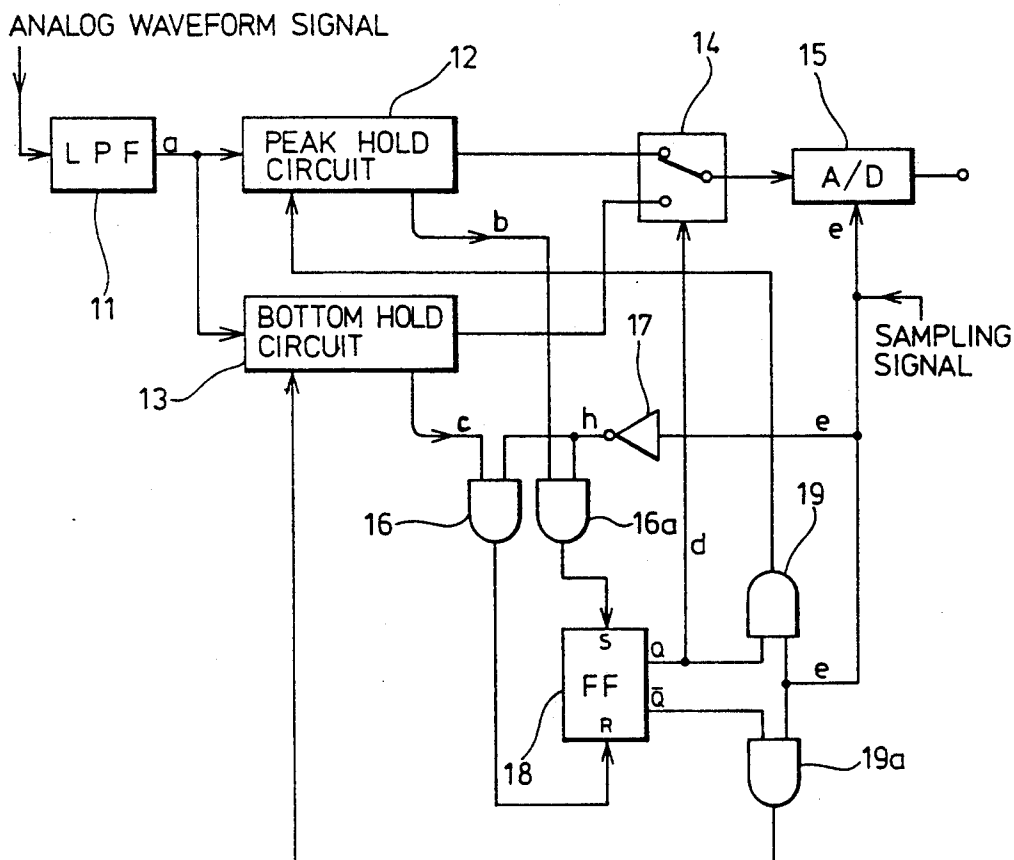 ANALOG WAVEFORM SIGNAL
12
14
15
LPF
a
PEAK HOLD
CIRCUIT
A/D
b
e
11
BOTTOM HOLD
CIRCUIT
17
SAMPLING
SIGNAL
13
c
h
e
16
16a
19
d
S
Q
FF
e
Q̄
R
18
19a